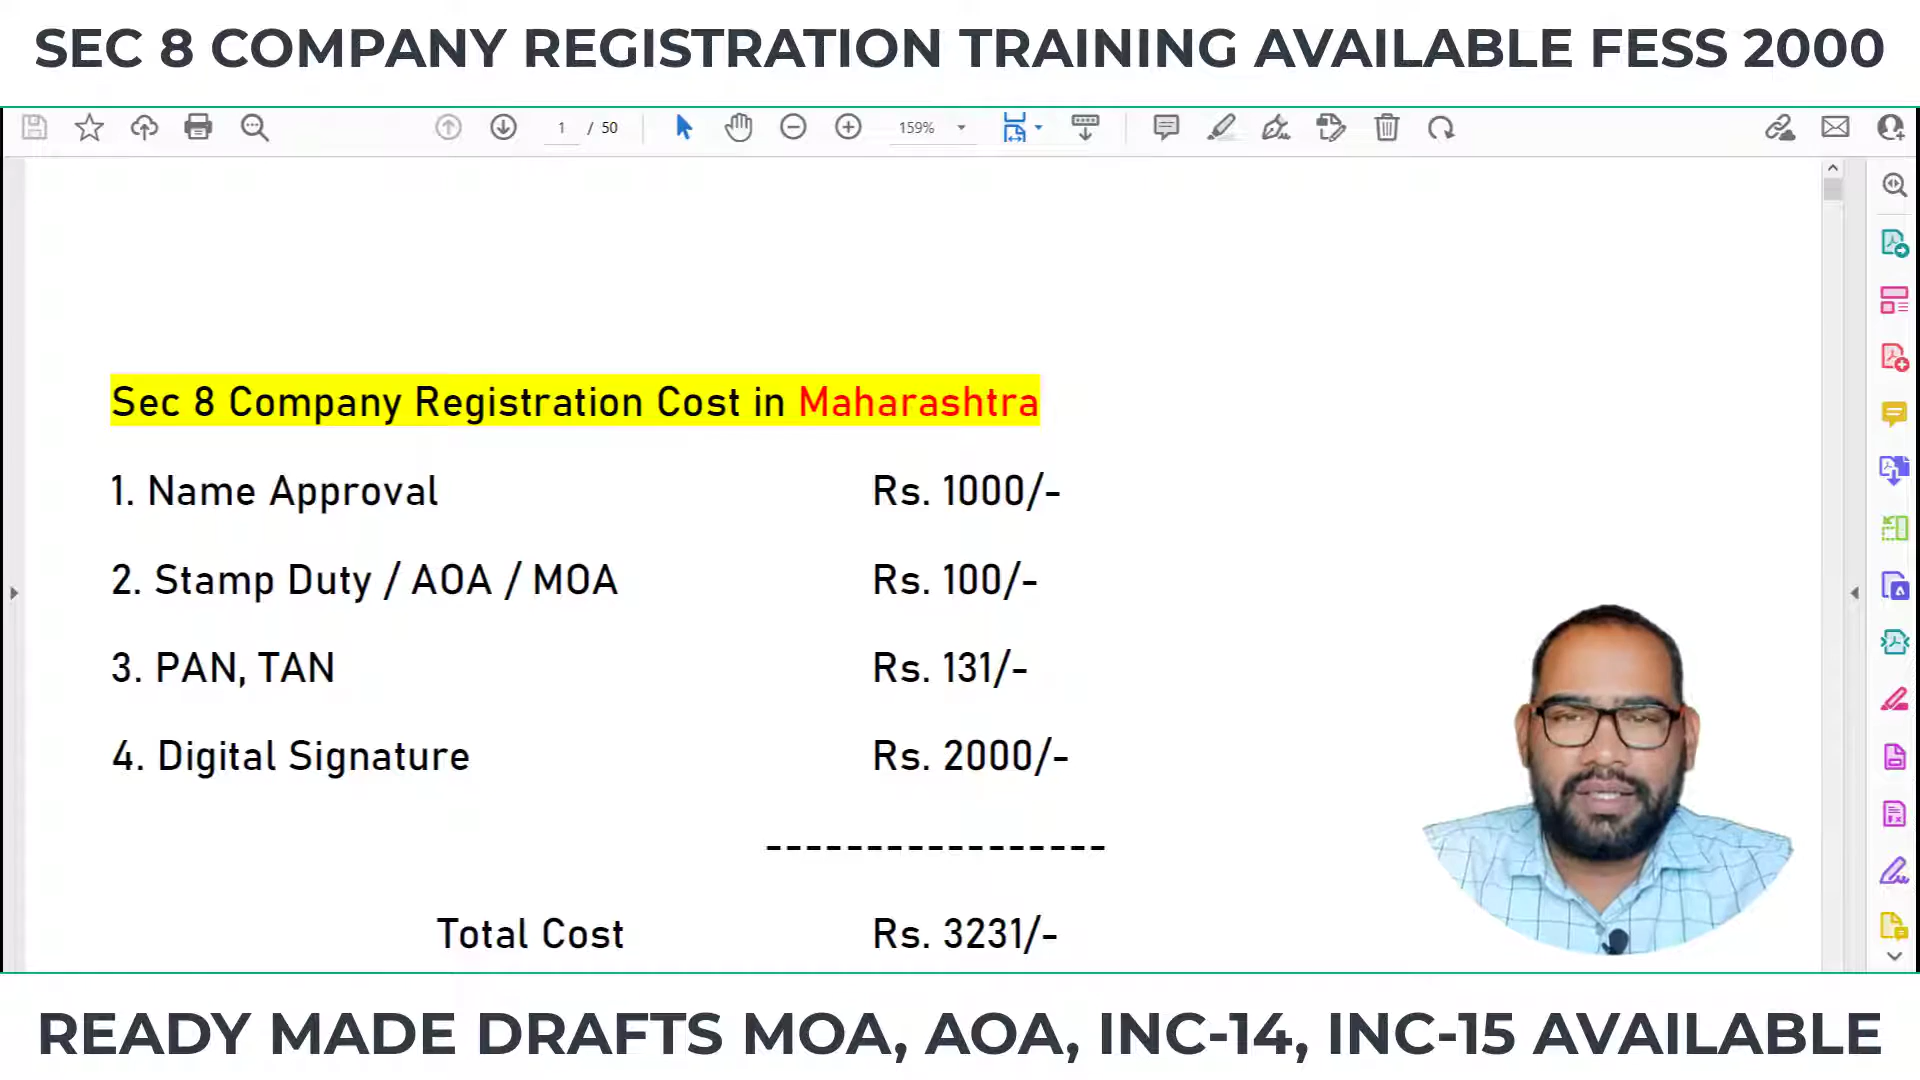 SEC 8 COMPANY REGISTRATION TRAINING AVAILABLE FESS 2000
1 / 50 159%
Sec 8 Company Registration Cost in Maharashtra
1. Name Approval Rs. 1000/-
2. Stamp Duty / AOA / MOA Rs. 100/-
3. PAN, TAN Rs. 131/-
4. Digital Signature Rs. 2000/-
-----------------
Total Cost Rs. 3231/-
READY MADE DRAFTS MOA, AOA, INC-14, INC-15 AVAILABLE